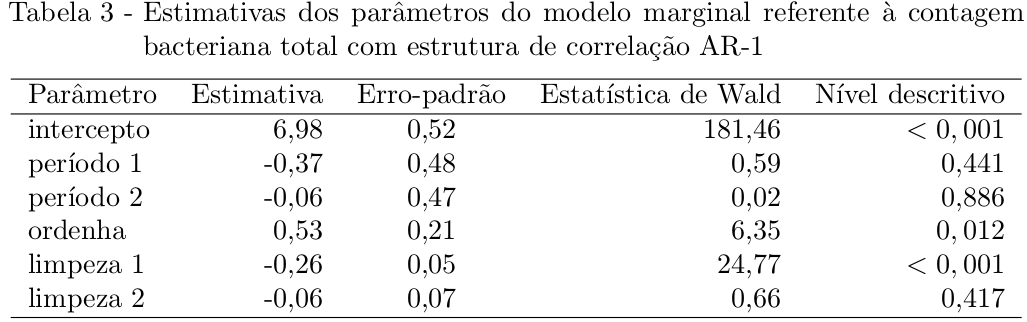 Tabela 3 - Estimativas dos parâmetros do modelo marginal referente à contagem
bacteriana total com estrutura de correlação AR-1
Parâmetro Estimativa Erro-padrão Estatística de Wald Nível descritivo
intercepto 6,98 0,52 181,46 < 0, 001
período 1 -0,37 0,48 0,59 0,441
período 2 -0,06 0,47 0,02 0,886
ordenha 0,53 0,21 6,35 0, 012
limpeza 1 -0,26 0,05 24,77 < 0, 001
limpeza 2 -0,06 0,07 0,66 0,417